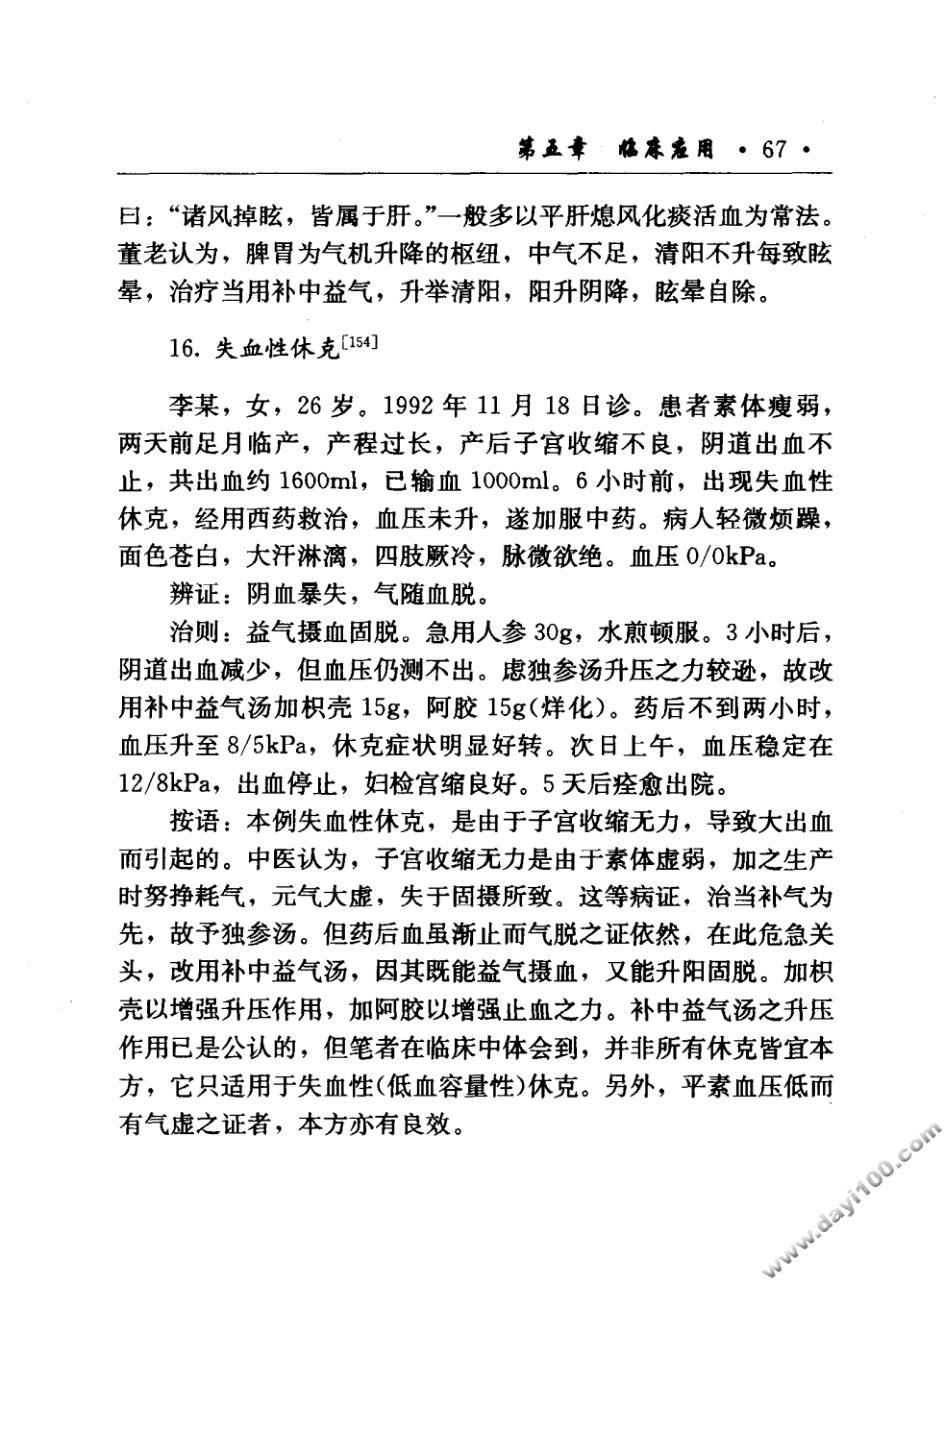 第五章 临床应用 · 67 ·
曰：“诸风掉眩，皆属于肝。”一般多以平肝熄风化痰活血为常法。
董老认为，脾胃为气机升降的枢纽，中气不足，清阳不升每致眩
晕，治疗当用补中益气，升举清阳，阳升阴降，眩晕自除。
16. 失血性休克[154]
李某，女，26 岁。1992 年 11 月 18 日诊。患者素体瘦弱，
两天前足月临产，产程过长，产后子宫收缩不良，阴道出血不
止，共出血约 1600ml，已输血 1000ml。6 小时前，出现失血性
休克，经用西药救治，血压未升，遂加服中药。病人轻微烦躁，
面色苍白，大汗淋漓，四肢厥冷，脉微欲绝。血压 0/0kPa。
辨证：阴血暴失，气随血脱。
治则：益气摄血固脱。急用人参 30g，水煎顿服。3 小时后，
阴道出血减少，但血压仍测不出。虑独参汤升压之力较逊，故改
用补中益气汤加枳壳 15g，阿胶 15g(烊化)。药后不到两小时，
血压升至 8/5kPa，休克症状明显好转。次日上午，血压稳定在
12/8kPa，出血停止，妇检宫缩良好。5 天后痊愈出院。
按语：本例失血性休克，是由于子宫收缩无力，导致大出血
而引起的。中医认为，子宫收缩无力是由于素体虚弱，加之生产
时努挣耗气，元气大虚，失于固摄所致。这等病证，治当补气为
先，故予独参汤。但药后血虽渐止而气脱之证依然，在此危急关
头，改用补中益气汤，因其既能益气摄血，又能升阳固脱。加枳
壳以增强升压作用，加阿胶以增强止血之力。补中益气汤之升压
作用已是公认的，但笔者在临床中体会到，并非所有休克皆宜本
方，它只适用于失血性(低血容量性)休克。另外，平素血压低而
有气虚之证者，本方亦有良效。
www.dayi100.com